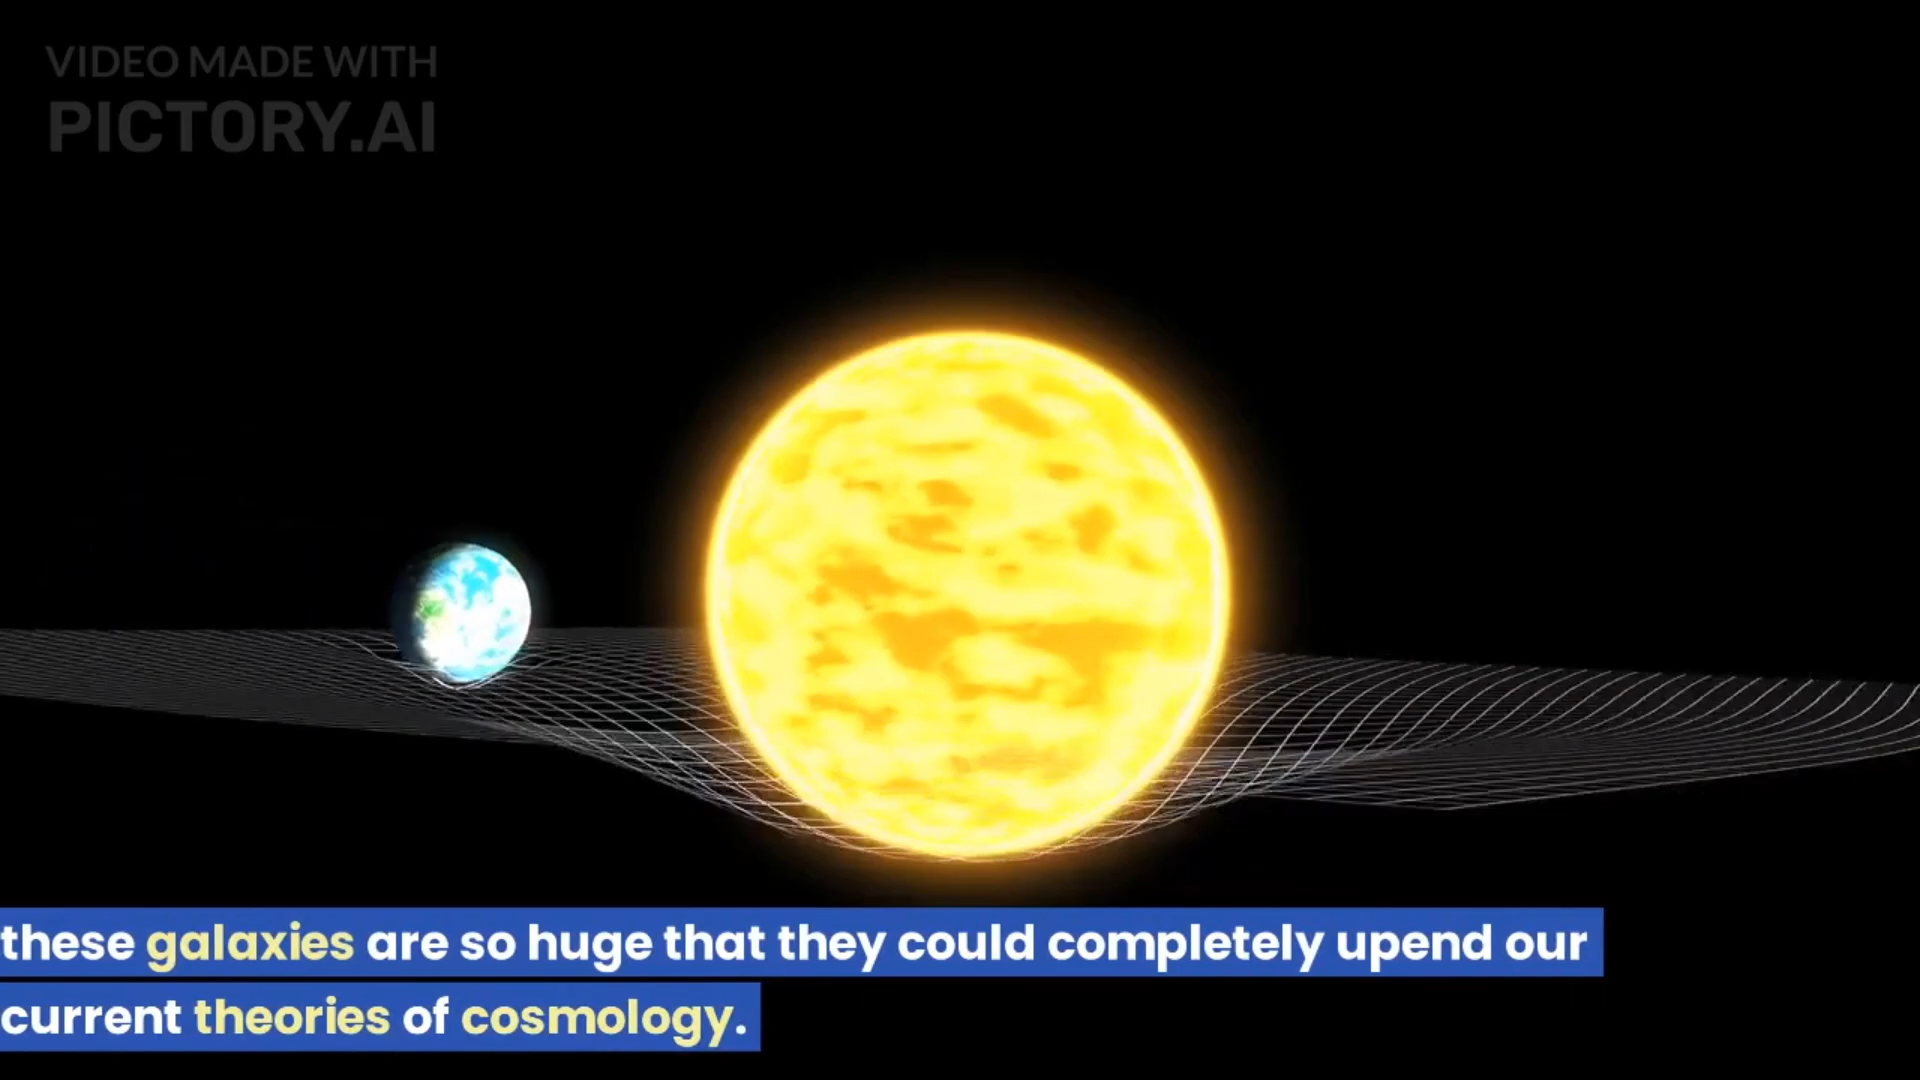 VIDEO MADE WITH
PICTORY.AI
these galaxies are so huge that they could completely upend our
current theories of cosmology.